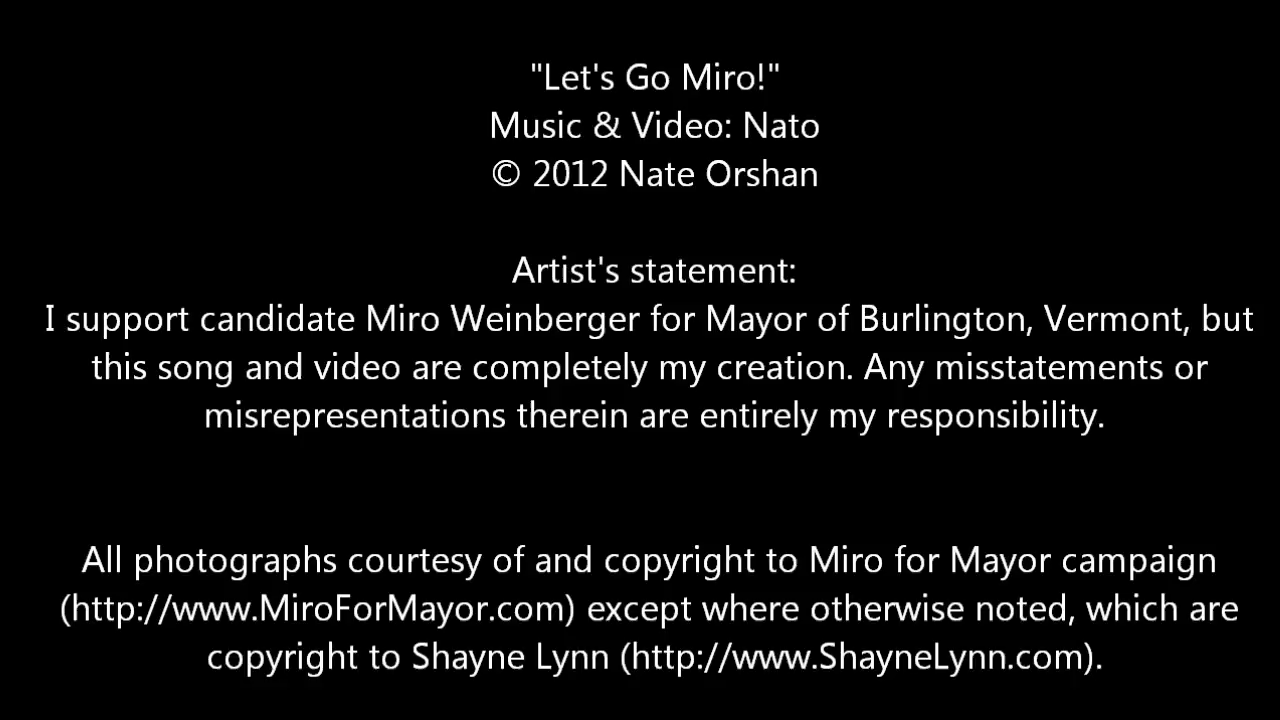 "Let's Go Miro!"
Music & Video: Nato
© 2012 Nate Orshan
Artist's statement:
I support candidate Miro Weinberger for Mayor of Burlington, Vermont, but
this song and video are completely my creation. Any misstatements or
misrepresentations therein are entirely my responsibility.
All photographs courtesy of and copyright to Miro for Mayor campaign
(http://www.MiroForMayor.com) except where otherwise noted, which are
copyright to Shayne Lynn (http://www.ShayneLynn.com).